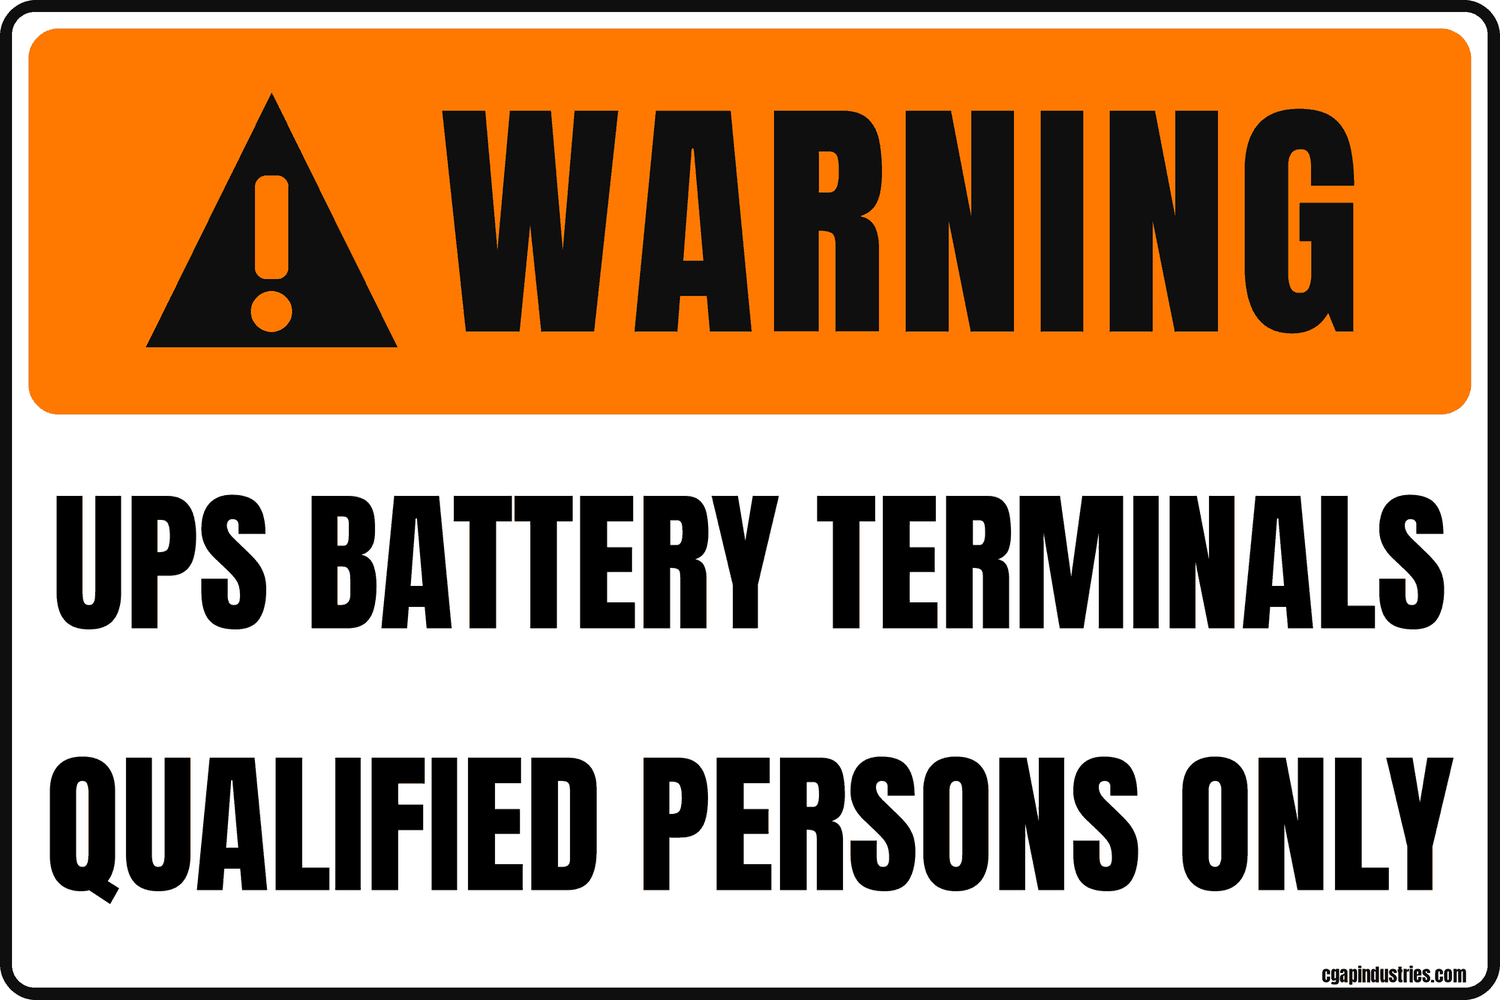 WARNING
UPS BATTERY TERMINALS
QUALIFIED PERSONS ONLY
cgapindustries.com